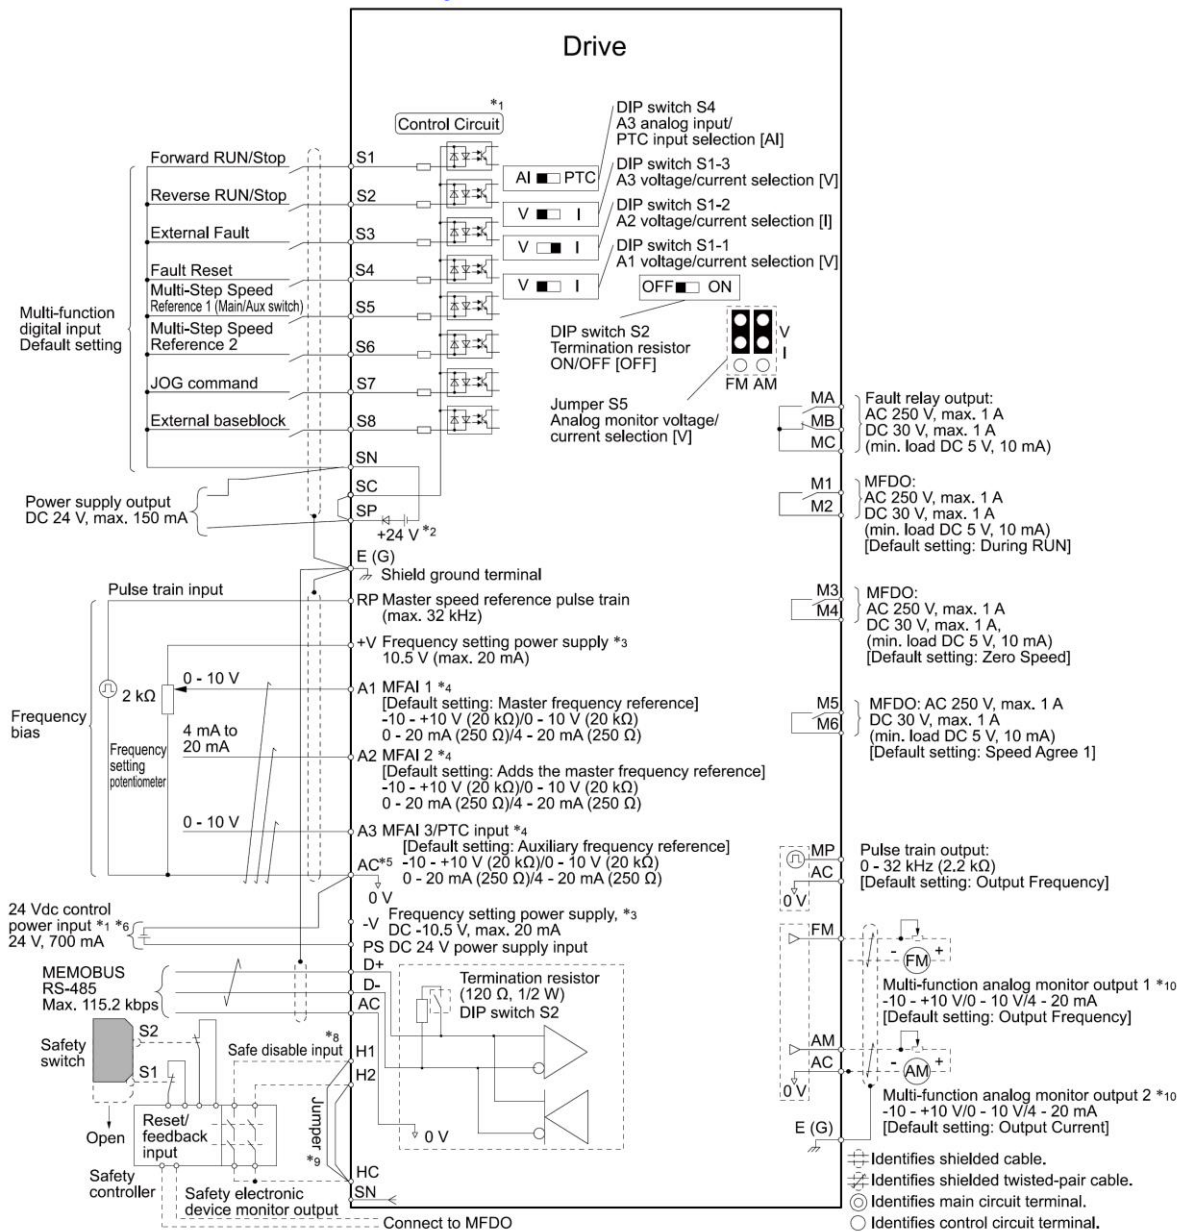 Drive
*1
Control Circuit
DIP switch S4
A3 analog input/
PTC input selection [AI]
AI PTC
DIP switch S1-3
A3 voltage/current selection [V]
V I
DIP switch S1-2
A2 voltage/current selection [I]
V I
DIP switch S1-1
A1 voltage/current selection [V]
V I
OFF ON
DIP switch S2
Termination resistor
ON/OFF [OFF]
V
I
FM AM
Jumper S5
Analog monitor voltage/
current selection [V]
Multi-function
digital input
Default setting
Forward RUN/Stop
S1
Reverse RUN/Stop
S2
External Fault
S3
Fault Reset
S4
Multi-Step Speed
Reference 1 (Main/Aux switch)
S5
Multi-Step Speed
Reference 2
S6
JOG command
S7
External baseblock
S8
SN
SC
SP
Power supply output
DC 24 V, max. 150 mA
+24 V *2
E (G)
Shield ground terminal
Pulse train input
RP Master speed reference pulse train
(max. 32 kHz)
+V Frequency setting power supply *3
10.5 V (max. 20 mA)
Frequency
bias
2 kΩ
Frequency
setting
potentiometer
0 - 10 V
A1 MFAI 1 *4
[Default setting: Master frequency reference]
-10 - +10 V (20 kΩ)/0 - 10 V (20 kΩ)
0 - 20 mA (250 Ω)/4 - 20 mA (250 Ω)
4 mA to
20 mA
A2 MFAI 2 *4
[Default setting: Adds the master frequency reference]
-10 - +10 V (20 kΩ)/0 - 10 V (20 kΩ)
0 - 20 mA (250 Ω)/4 - 20 mA (250 Ω)
0 - 10 V
A3 MFAI 3/PTC input *4
[Default setting: Auxiliary frequency reference]
AC*5 -10 - +10 V (20 kΩ)/0 - 10 V (20 kΩ)
0 - 20 mA (250 Ω)/4 - 20 mA (250 Ω)
0 V
24 Vdc control
power input *1 *6
24 V, 700 mA
-V Frequency setting power supply, *3
DC -10.5 V, max. 20 mA
PS DC 24 V power supply input
MEMOBUS
RS-485
Max. 115.2 kbps
D+
D-
AC
Termination resistor
(120 Ω, 1/2 W)
DIP switch S2
0 V
Safety
switch
S2
S1
Open
Reset/
feedback
input
Safety
controller
*8
Safe disable input
H1
H2
Jumper
*9
HC
SN
Safety electronic
device monitor output
Connect to MFDO
MA
MB
MC
Fault relay output:
AC 250 V, max. 1 A
DC 30 V, max. 1 A
(min. load DC 5 V, 10 mA)
M1
M2
MFDO:
AC 250 V, max. 1 A
DC 30 V, max. 1 A
(min. load DC 5 V, 10 mA)
[Default setting: During RUN]
M3
M4
MFDO:
AC 250 V, max. 1 A
DC 30 V, max. 1 A,
(min. load DC 5 V, 10 mA)
[Default setting: Zero Speed]
M5
M6
MFDO: AC 250 V, max. 1 A
DC 30 V, max. 1 A
(min. load DC 5 V, 10 mA)
[Default setting: Speed Agree 1]
MP
AC
0 V
Pulse train output:
0 - 32 kHz (2.2 kΩ)
[Default setting: Output Frequency]
FM
- FM +
Multi-function analog monitor output 1 *10
-10 - +10 V/0 - 10 V/4 - 20 mA
[Default setting: Output Frequency]
AM
AC
0 V
- AM +
Multi-function analog monitor output 2 *10
-10 - +10 V/0 - 10 V/4 - 20 mA
[Default setting: Output Current]
E (G)
Identifies shielded cable.
Identifies shielded twisted-pair cable.
Identifies main circuit terminal.
Identifies control circuit terminal.